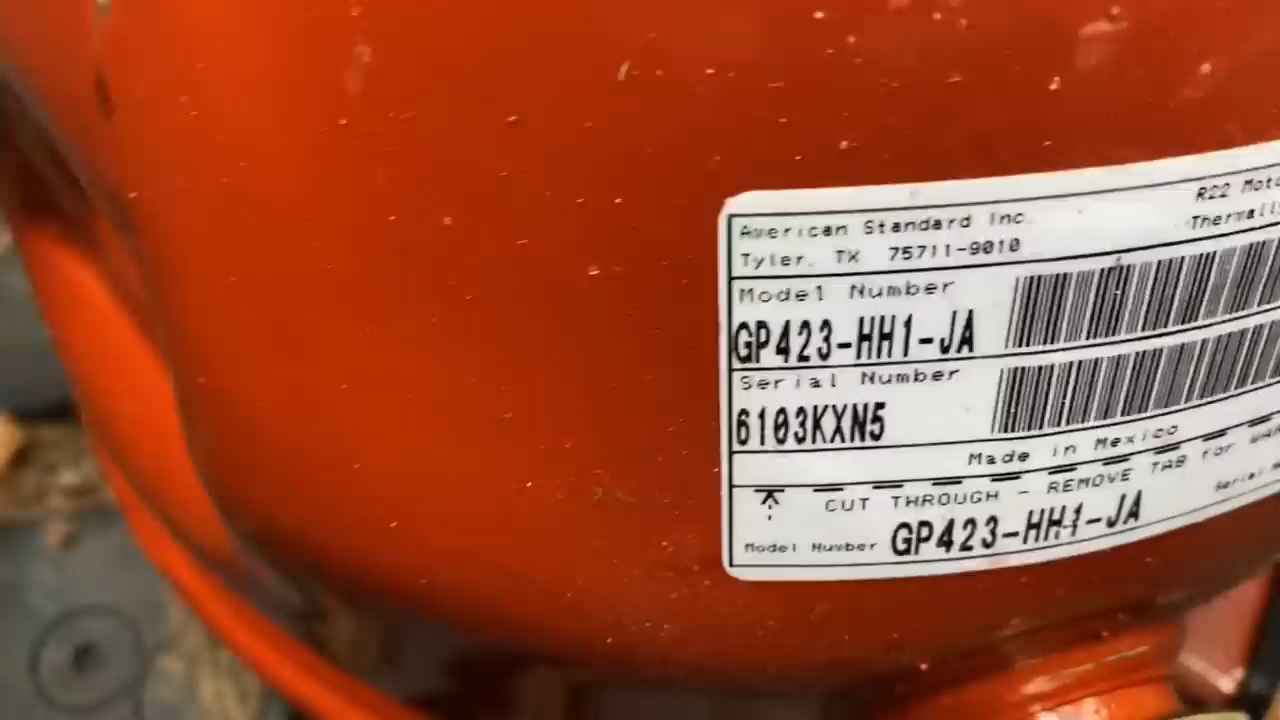 American Standard Inc.
Tyler, TX 75711-9010
R22
Model Number
GP423-HH1-JA
Serial Number
6103KXN5
Made in Mexico
CUT THROUGH - REMOVE TAB for
Model Number GP423-HH1-JA